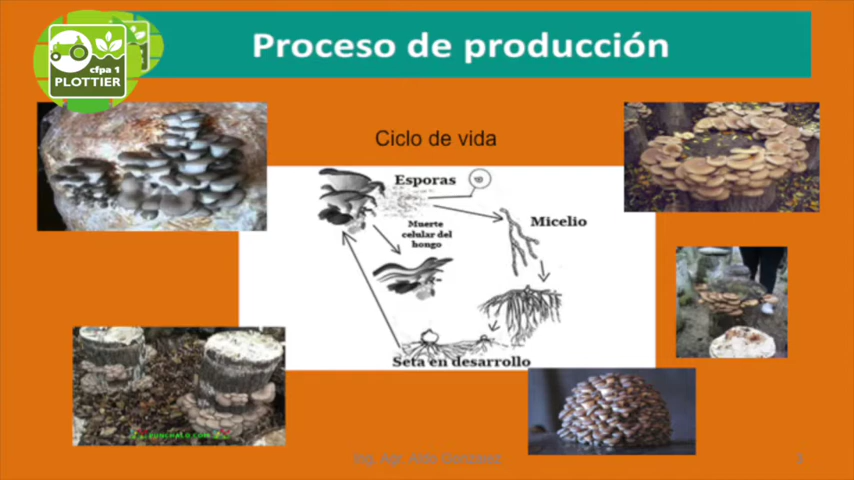 Proceso de producción
cfpa 1
PLOTTIER
Ciclo de vida
Esporas
Micelio
Muerte
celular del
hongo
Seta en desarrollo